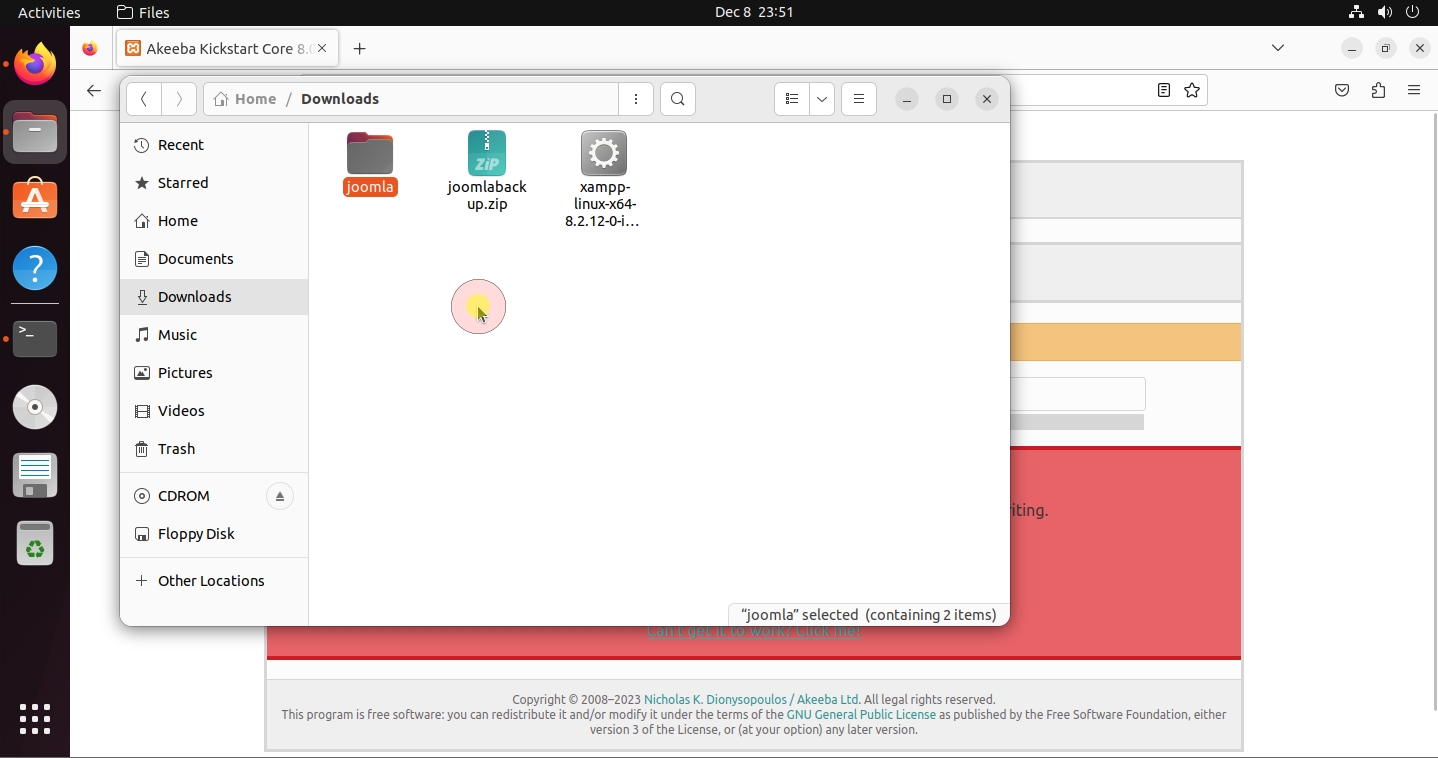 Activities
Files
Dec 8 23:51
Akeeba Kickstart Core 8.0
Home / Downloads
Recent
Starred
Home
Documents
Downloads
Music
Pictures
Videos
Trash
CDROM
Floppy Disk
+ Other Locations
joomla
ZiP
joomlaback
up.zip
xampp-
linux-x64-
8.2.12-0-i...
"joomla" selected (containing 2 items)
iting.
Can't get it to work? Click me!
Copyright © 2008–2023 Nicholas K. Dionysopoulos / Akeeba Ltd. All legal rights reserved.
This program is free software: you can redistribute it and/or modify it under the terms of the GNU General Public License as published by the Free Software Foundation, either
version 3 of the License, or (at your option) any later version.